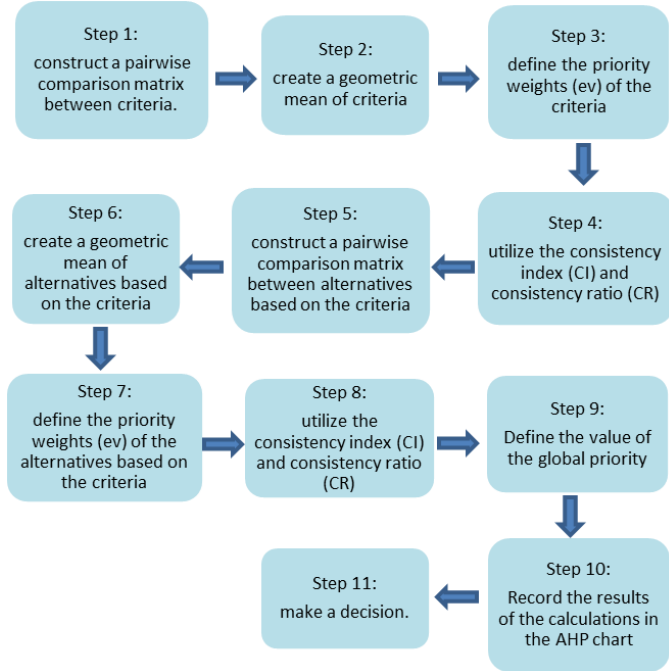 Step 1:
construct a pairwise
comparison matrix
between criteria.
Step 2:
create a geometric
mean of criteria
Step 3:
define the priority
weights (ev) of the
criteria
Step 4:
utilize the consistency
index (CI) and
consistency ratio (CR)
Step 5:
construct a pairwise
comparison matrix
between alternatives
based on the criteria
Step 6:
create a geometric
mean of
alternatives based
on the criteria
Step 7:
define the priority
weights (ev) of the
alternatives based on
the criteria
Step 8:
utilize the
consistency index (CI)
and consistency ratio
(CR)
Step 9:
Define the value of
the global priority
Step 10:
Record the results
of the calculations in
the AHP chart
Step 11:
make a decision.